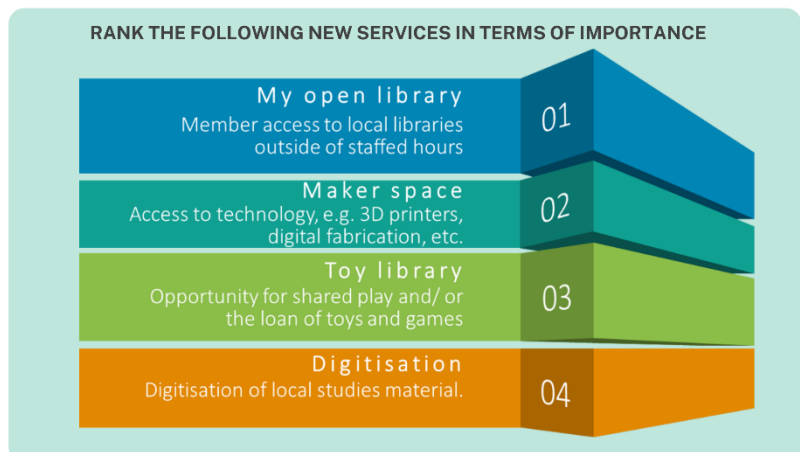 RANK THE FOLLOWING NEW SERVICES IN TERMS OF IMPORTANCE
My open library
Member access to local libraries
outside of staffed hours
01
Maker space
Access to technology, e.g. 3D printers,
digital fabrication, etc.
02
Toy library
Opportunity for shared play and/ or
the loan of toys and games
03
Digitisation
Digitisation of local studies material.
04